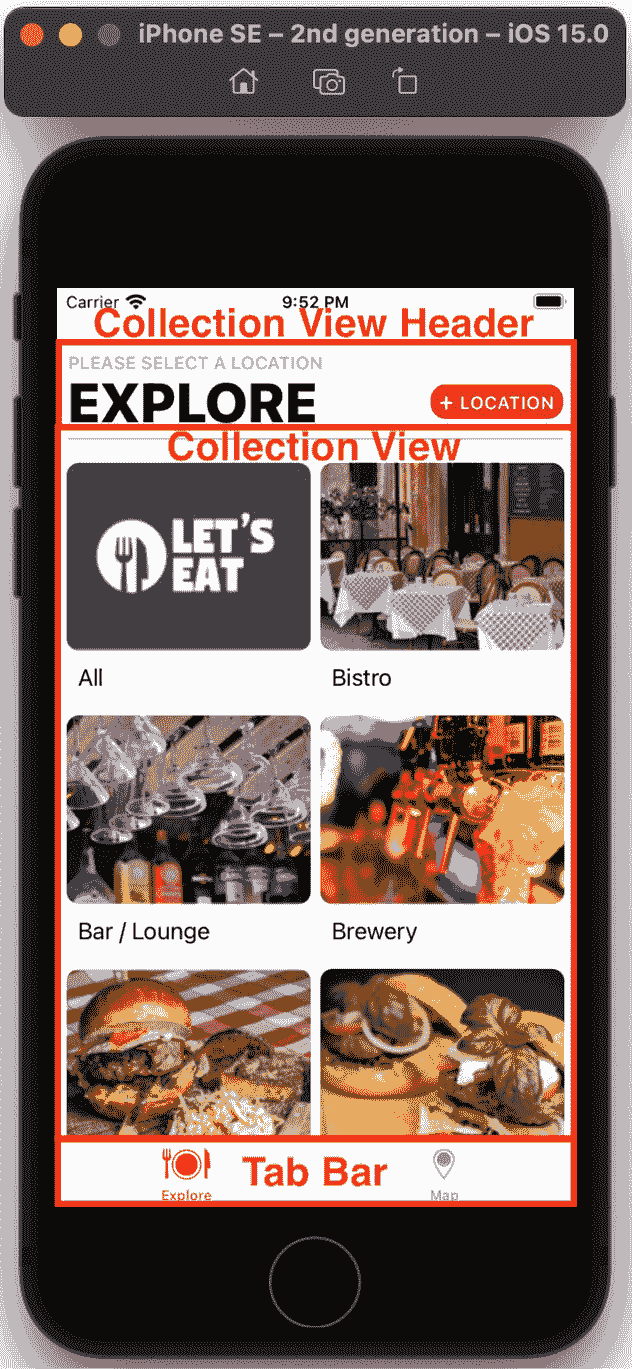 iPhone SE – 2nd generation – iOS 15.0
Carrier 9:52 PM
Collection View Header
PLEASE SELECT A LOCATION
EXPLORE + LOCATION
Collection View
LET'S
EAT
All Bistro
Bar / Lounge Brewery
Tab Bar
Explore Map